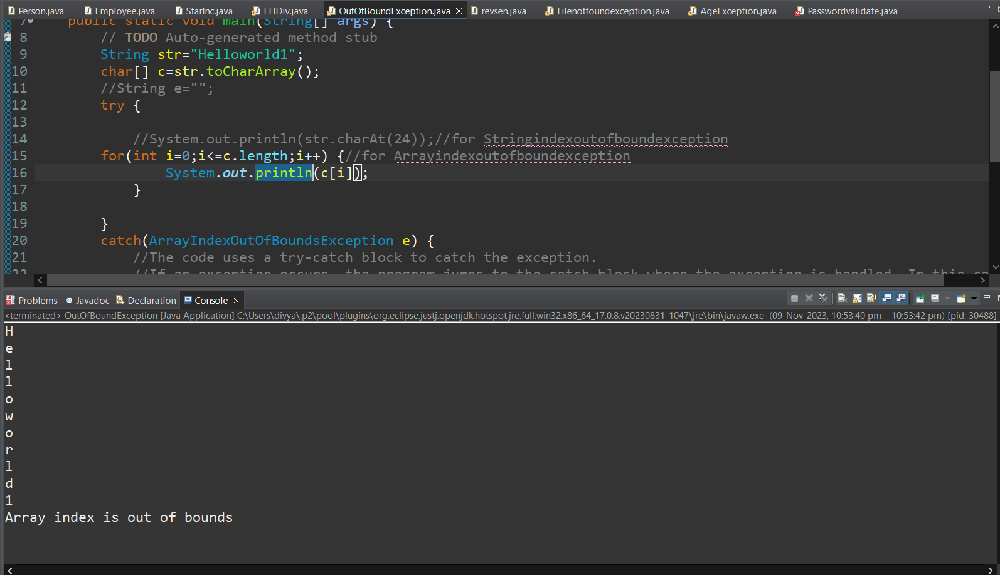 Person.java Employee.java StarInc.java EHDiv.java OutOfBoundException.java revsen.java Filenotfoundexception.java AgeException.java Passwordvalidate.java
7 public static void main(String[] args) {
8 // TODO Auto-generated method stub
9 String str="Helloworld1";
10 char[] c=str.toCharArray();
11 //String e="";
12 try {
13
14 //System.out.println(str.charAt(24));//for Stringindexoutofboundexception
15 for(int i=0;i<=c.length;i++) {//for Arrayindexoutofboundexception
16 System.out.println(c[i]);
17 }
18
19 }
20 catch(ArrayIndexOutOfBoundsException e) {
21 //The code uses a try-catch block to catch the exception.
22 //If an exception occurs, the program jumps to the catch block where the exception is handled. In this ca
Problems @ Javadoc Declaration Console
<terminated> OutOfBoundException [Java Application] C:\Users\divya\.p2\pool\plugins\org.eclipse.justj.openjdk.hotspot.jre.full.win32.x86_64_17.0.8.v20230831-1047\jre\bin\javaw.exe (09-Nov-2023, 10:53:40 pm – 10:53:42 pm) [pid: 30488]
H
e
l
l
o
w
o
r
l
d
1
Array index is out of bounds